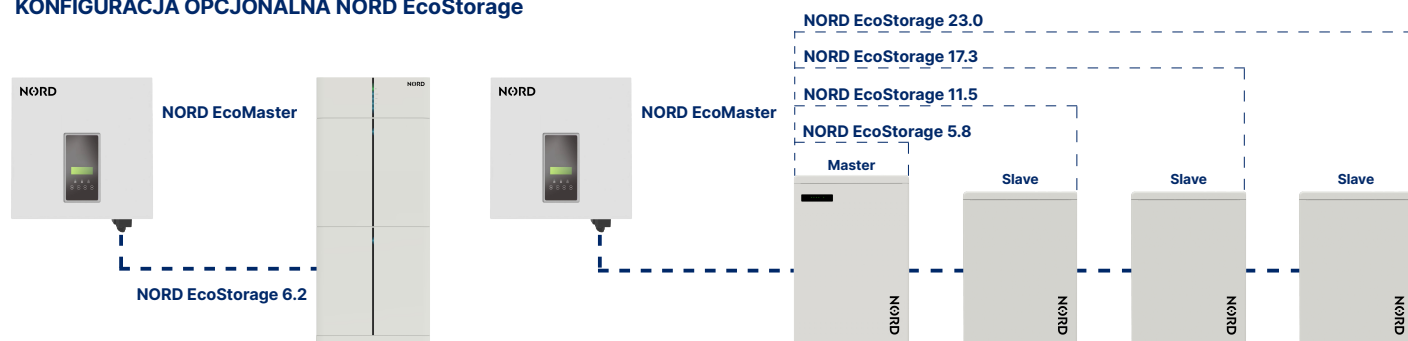 KONFIGURACJA OPCJONALNA NORD EcoStorage
NORD
NORD EcoMaster
NORD
NORD EcoStorage 6.2
NORD
NORD EcoMaster
NORD EcoStorage 23.0
NORD EcoStorage 17.3
NORD EcoStorage 11.5
NORD EcoStorage 5.8
Master
Slave
Slave
Slave
NORD
NORD
NORD
NORD